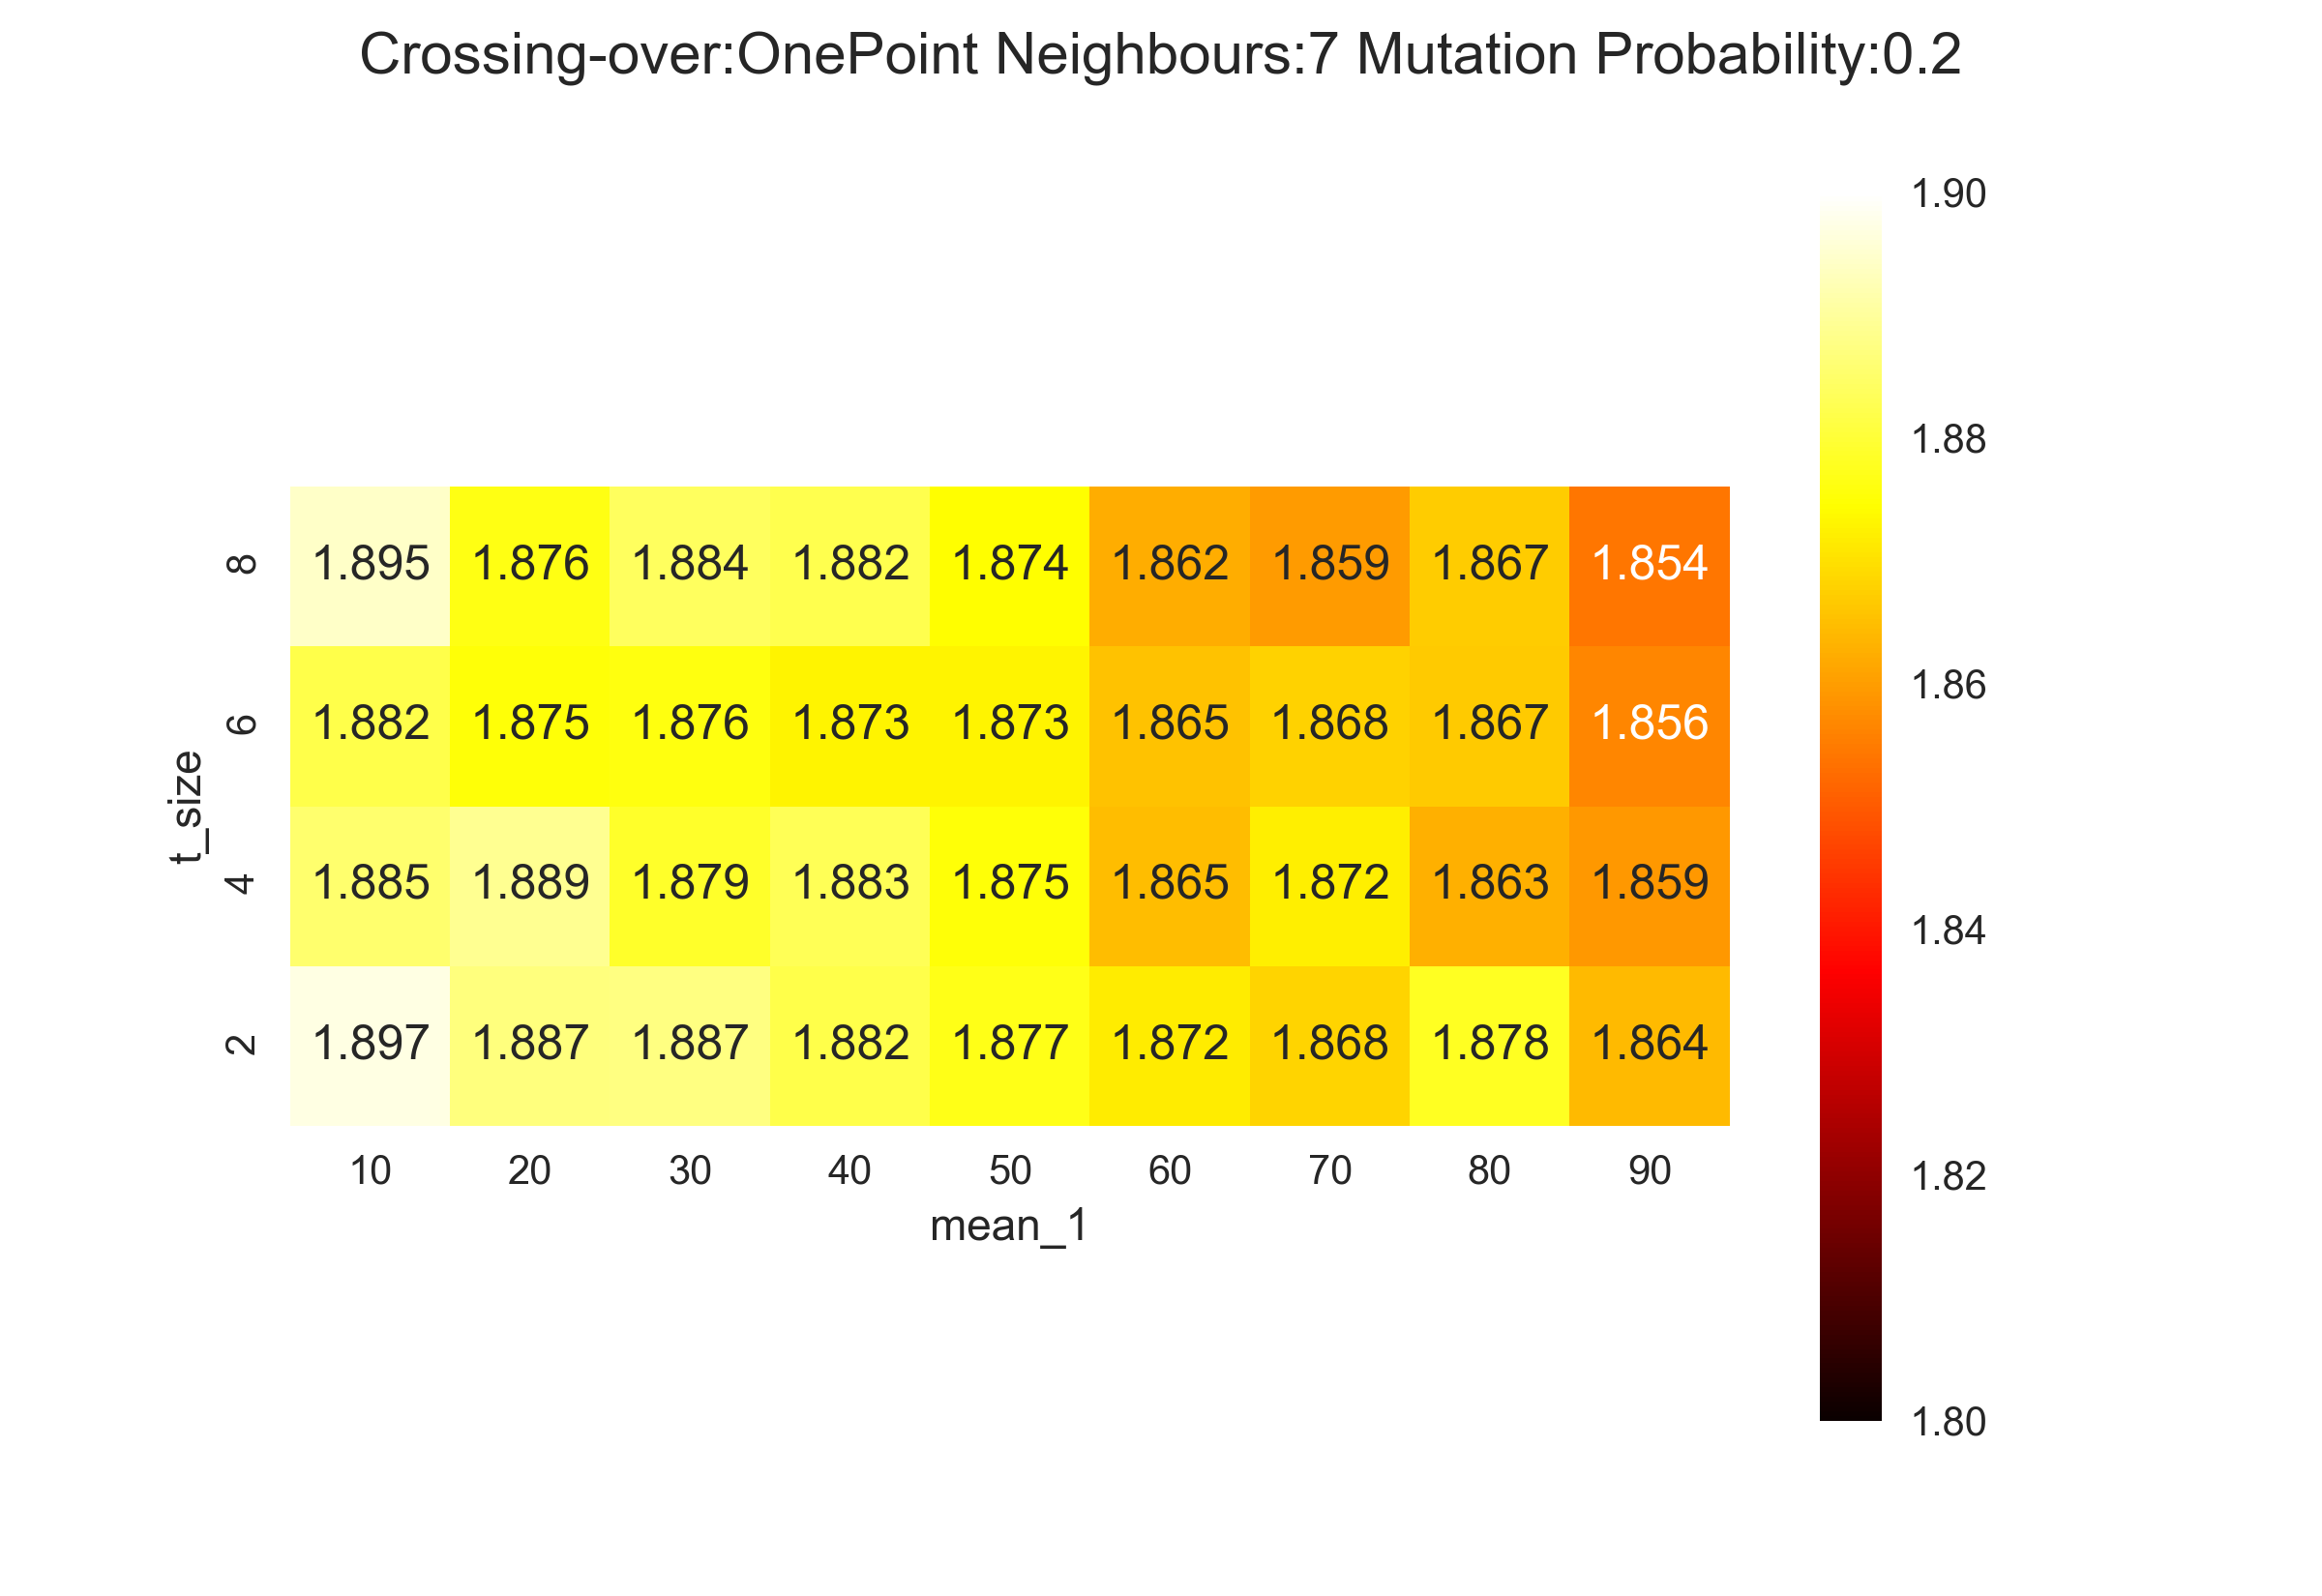 Crossing-over:OnePoint Neighbours:7 Mutation Probability:0.2
8 1.895 1.876 1.884 1.882 1.874 1.862 1.859 1.867 1.854
6 1.882 1.875 1.876 1.873 1.873 1.865 1.868 1.867 1.856
4 1.885 1.889 1.879 1.883 1.875 1.865 1.872 1.863 1.859
2 1.897 1.887 1.887 1.882 1.877 1.872 1.868 1.878 1.864
t_size
10 20 30 40 50 60 70 80 90
mean_1
1.90
1.88
1.86
1.84
1.82
1.80